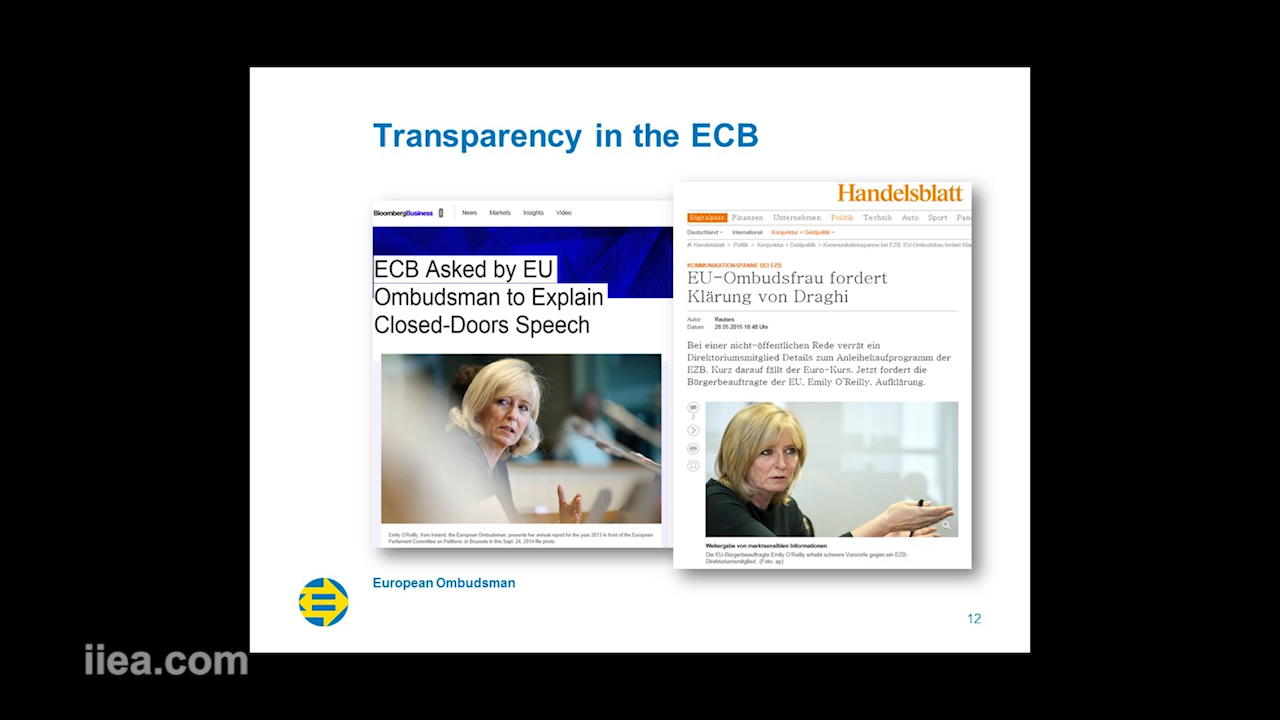 Transparency in the ECB
BloombergBusiness
News Markets Insights Video
ECB Asked by EU
Ombudsman to Explain
Closed-Doors Speech
Emily O'Reilly, from Ireland, the European Ombudsman, presents her annual report for the year 2013 in front of the European
Parliament Committee on Petitions, in Brussels in this Sept. 24, 2014 file photo.
Handelsblatt
Digitalpass Finanzen Unternehmen Politik Technik Auto Sport Pano
Deutschland International Konjunktur + Geldpolitik
Handelsblatt > Politik > Konjunktur + Geldpolitik > Kommunikationspanne bei EZB: EU-Ombudsfrau fordert Klä
KOMMUNIKATIONSPANNE BEI EZB
EU-Ombudsfrau fordert
Klärung von Draghi
Autor: Reuters
Datum: 28.05.2015 18:48 Uhr
Bei einer nicht-öffentlichen Rede verrät ein
Direktoriumsmitglied Details zum Anleihekaufprogramm der
EZB. Kurz darauf fällt der Euro-Kurs. Jetzt fordert die
Bürgerbeauftragte der EU, Emily O'Reilly, Aufklärung.
2
Weitergabe von marktsensiblen Informationen
Die EU-Bürgerbeauftragte Emily O'Reilly erhebt schwere Vorwürfe gegen ein EZB-
Direktoriumsmitglied. (Foto: ap)
European Ombudsman
12
iiea.com